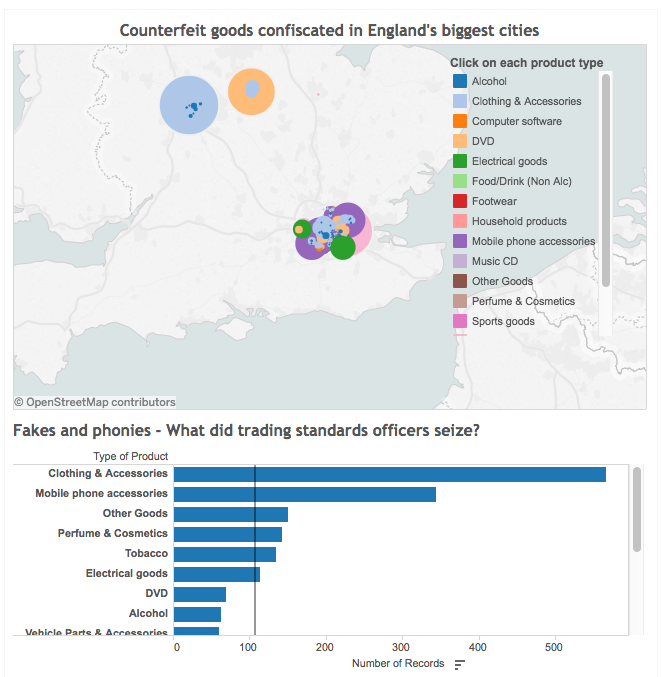 Counterfeit goods confiscated in England's biggest cities
Click on each product type
Alcohol
Clothing & Accessories
Computer software
DVD
Electrical goods
Food/Drink (Non Alc)
Footwear
Household products
Mobile phone accessories
Music CD
Other Goods
Perfume & Cosmetics
Sports goods
© OpenStreetMap contributors
Fakes and phonies - What did trading standards officers seize?
Type of Product
Clothing & Accessories
Mobile phone accessories
Other Goods
Perfume & Cosmetics
Tobacco
Electrical goods
DVD
Alcohol
Vehicle Parts & Accessories
0 100 200 300 400 500
Number of Records